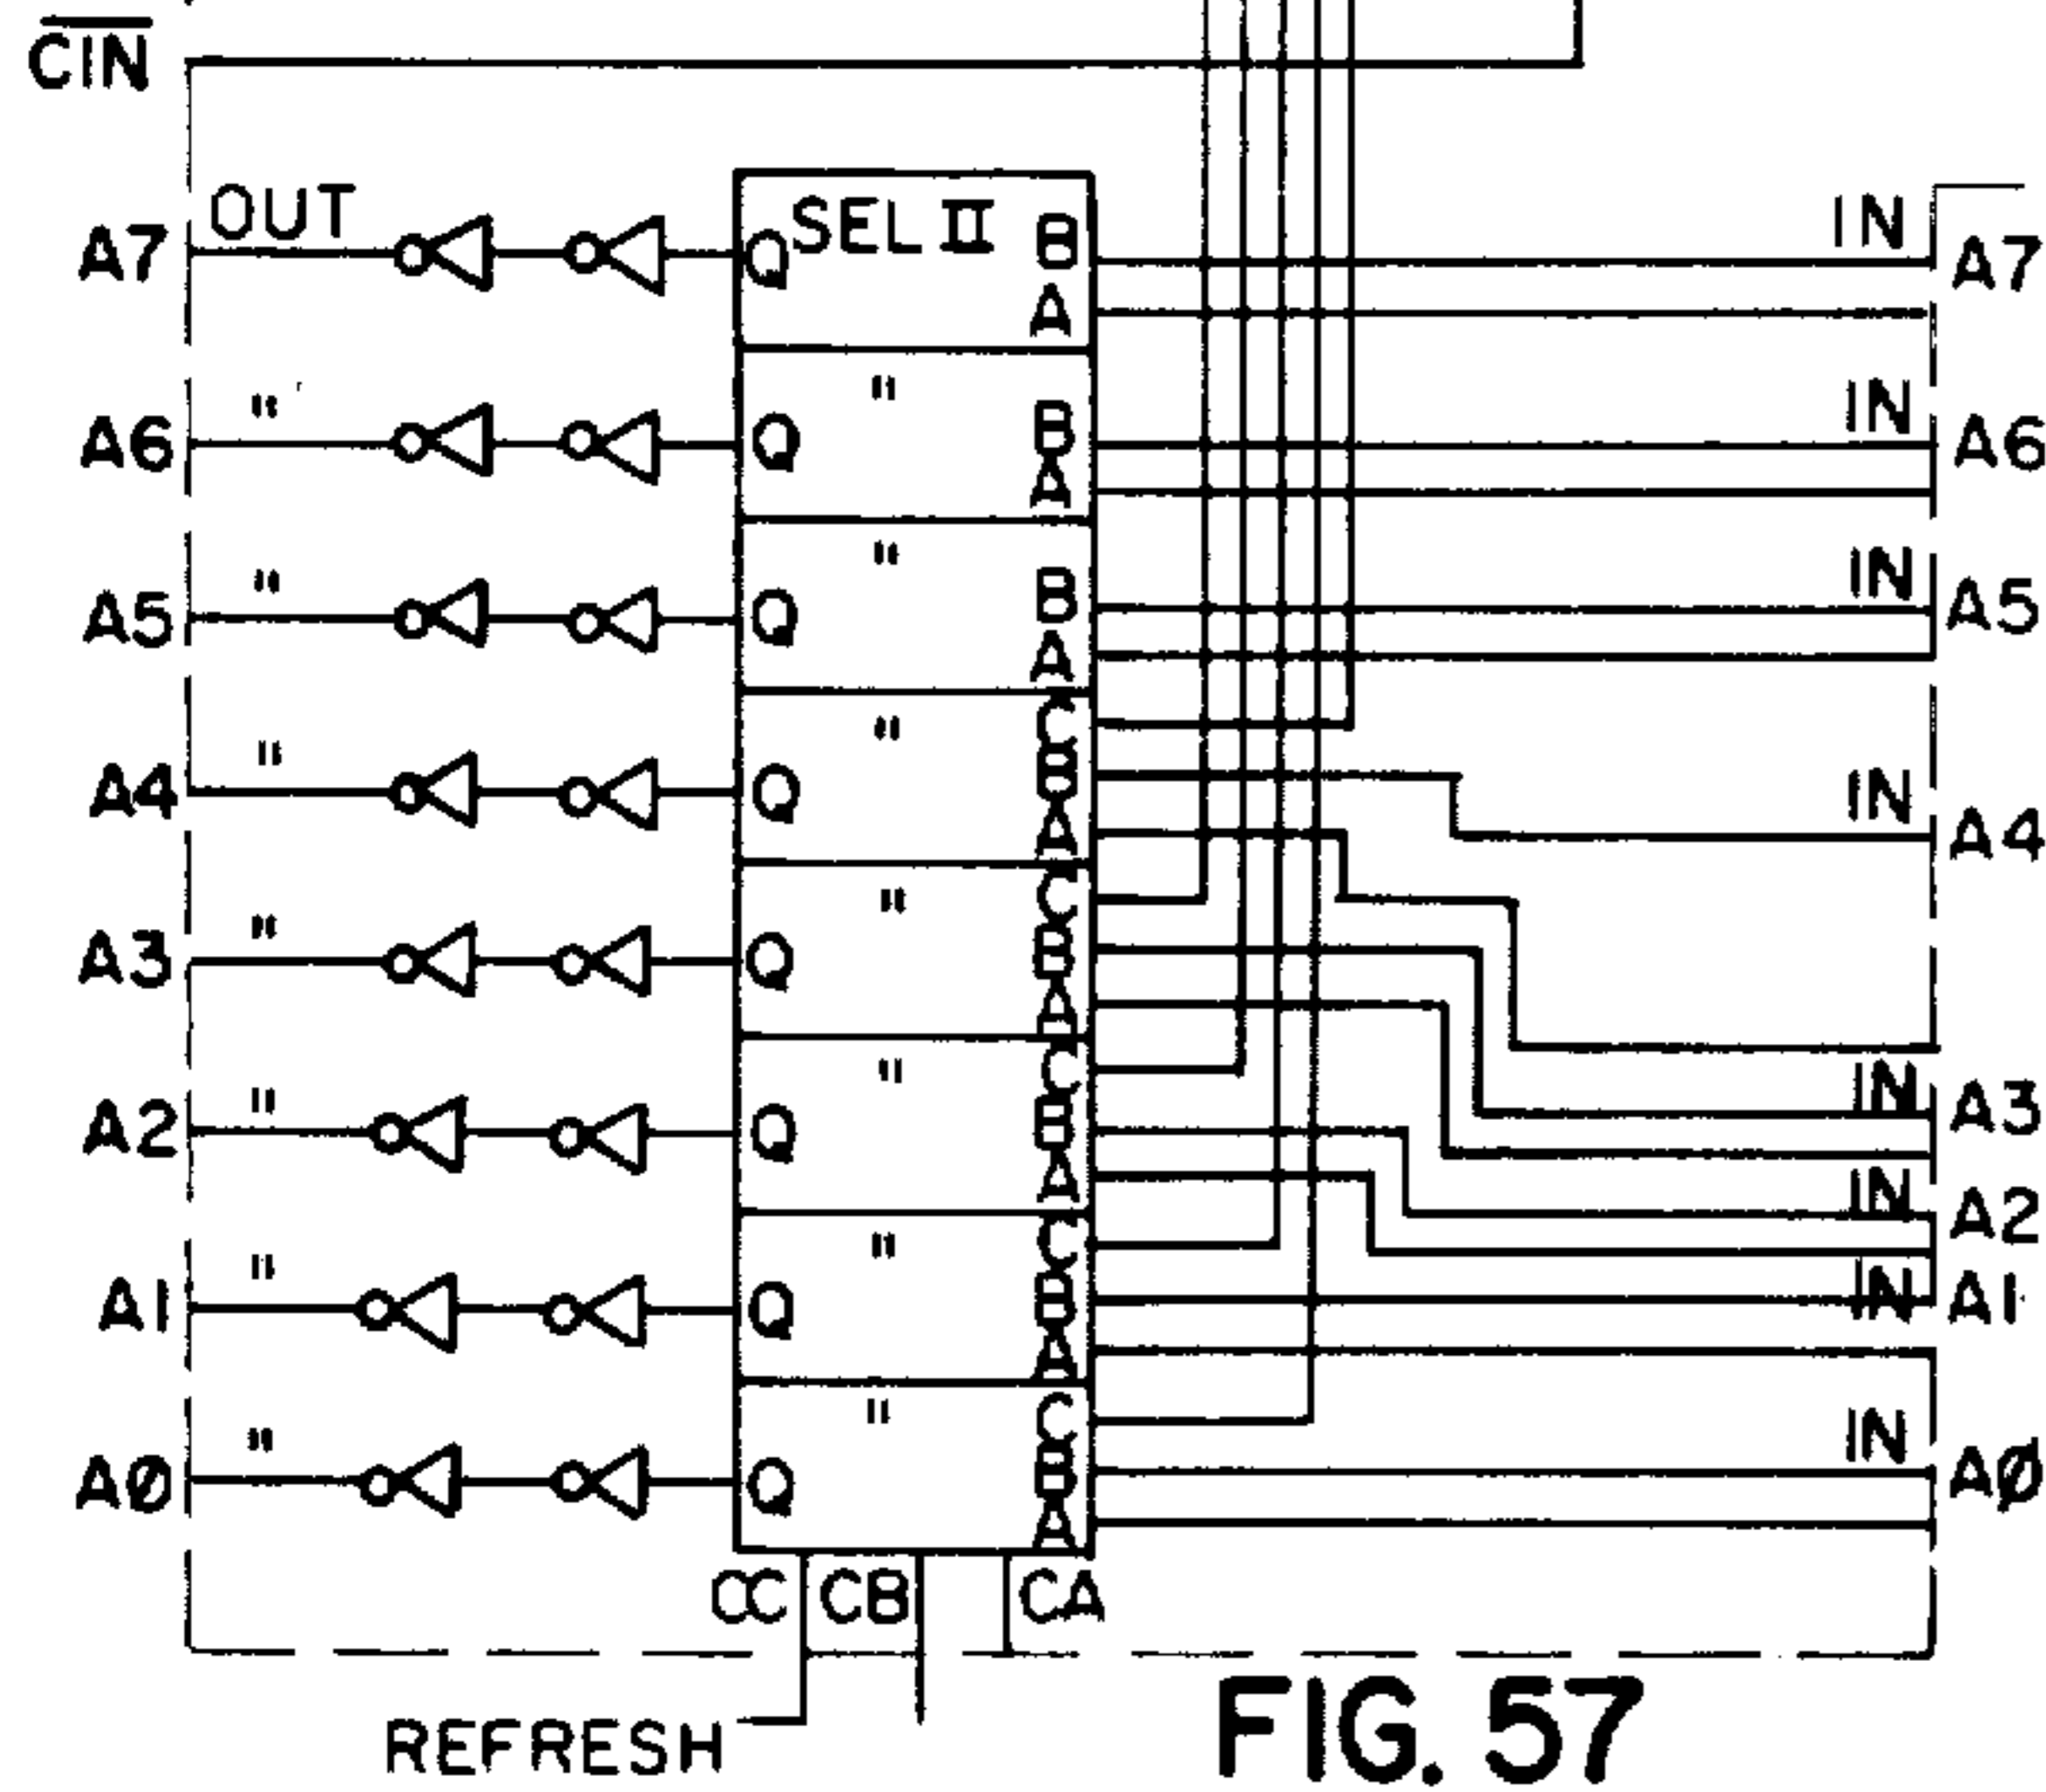 CIN
OUT SEL II B IN
A7 Q A7
A
" " IN
A6 Q B A6
A
" " IN
A5 Q B A5
A
" " C
A4 Q B IN A4
A
" " C
A3 Q B
A
IN A3
" " C
A2 Q B
A
IN A2
" " C
A1 Q B IN A1
A
" " C IN
A0 Q B AØ
A
CC CB CA
REFRESH
FIG. 57